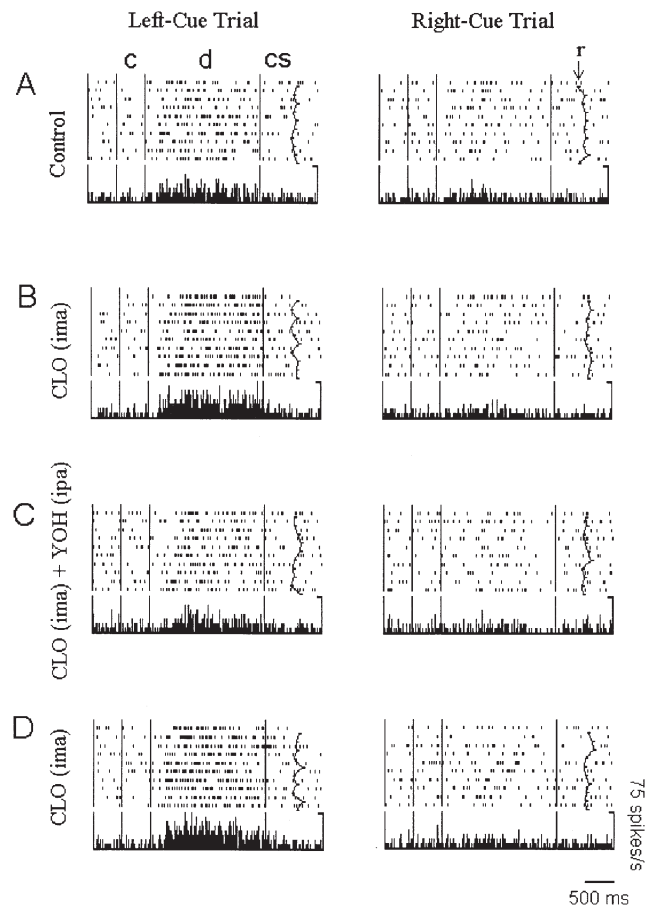 Left-Cue Trial
Right-Cue Trial
c
d
cs
r
A
Control
B
CLO (ima)
C
CLO (ima) + YOH (ipa)
D
CLO (ima)
75 spikes/s
500 ms